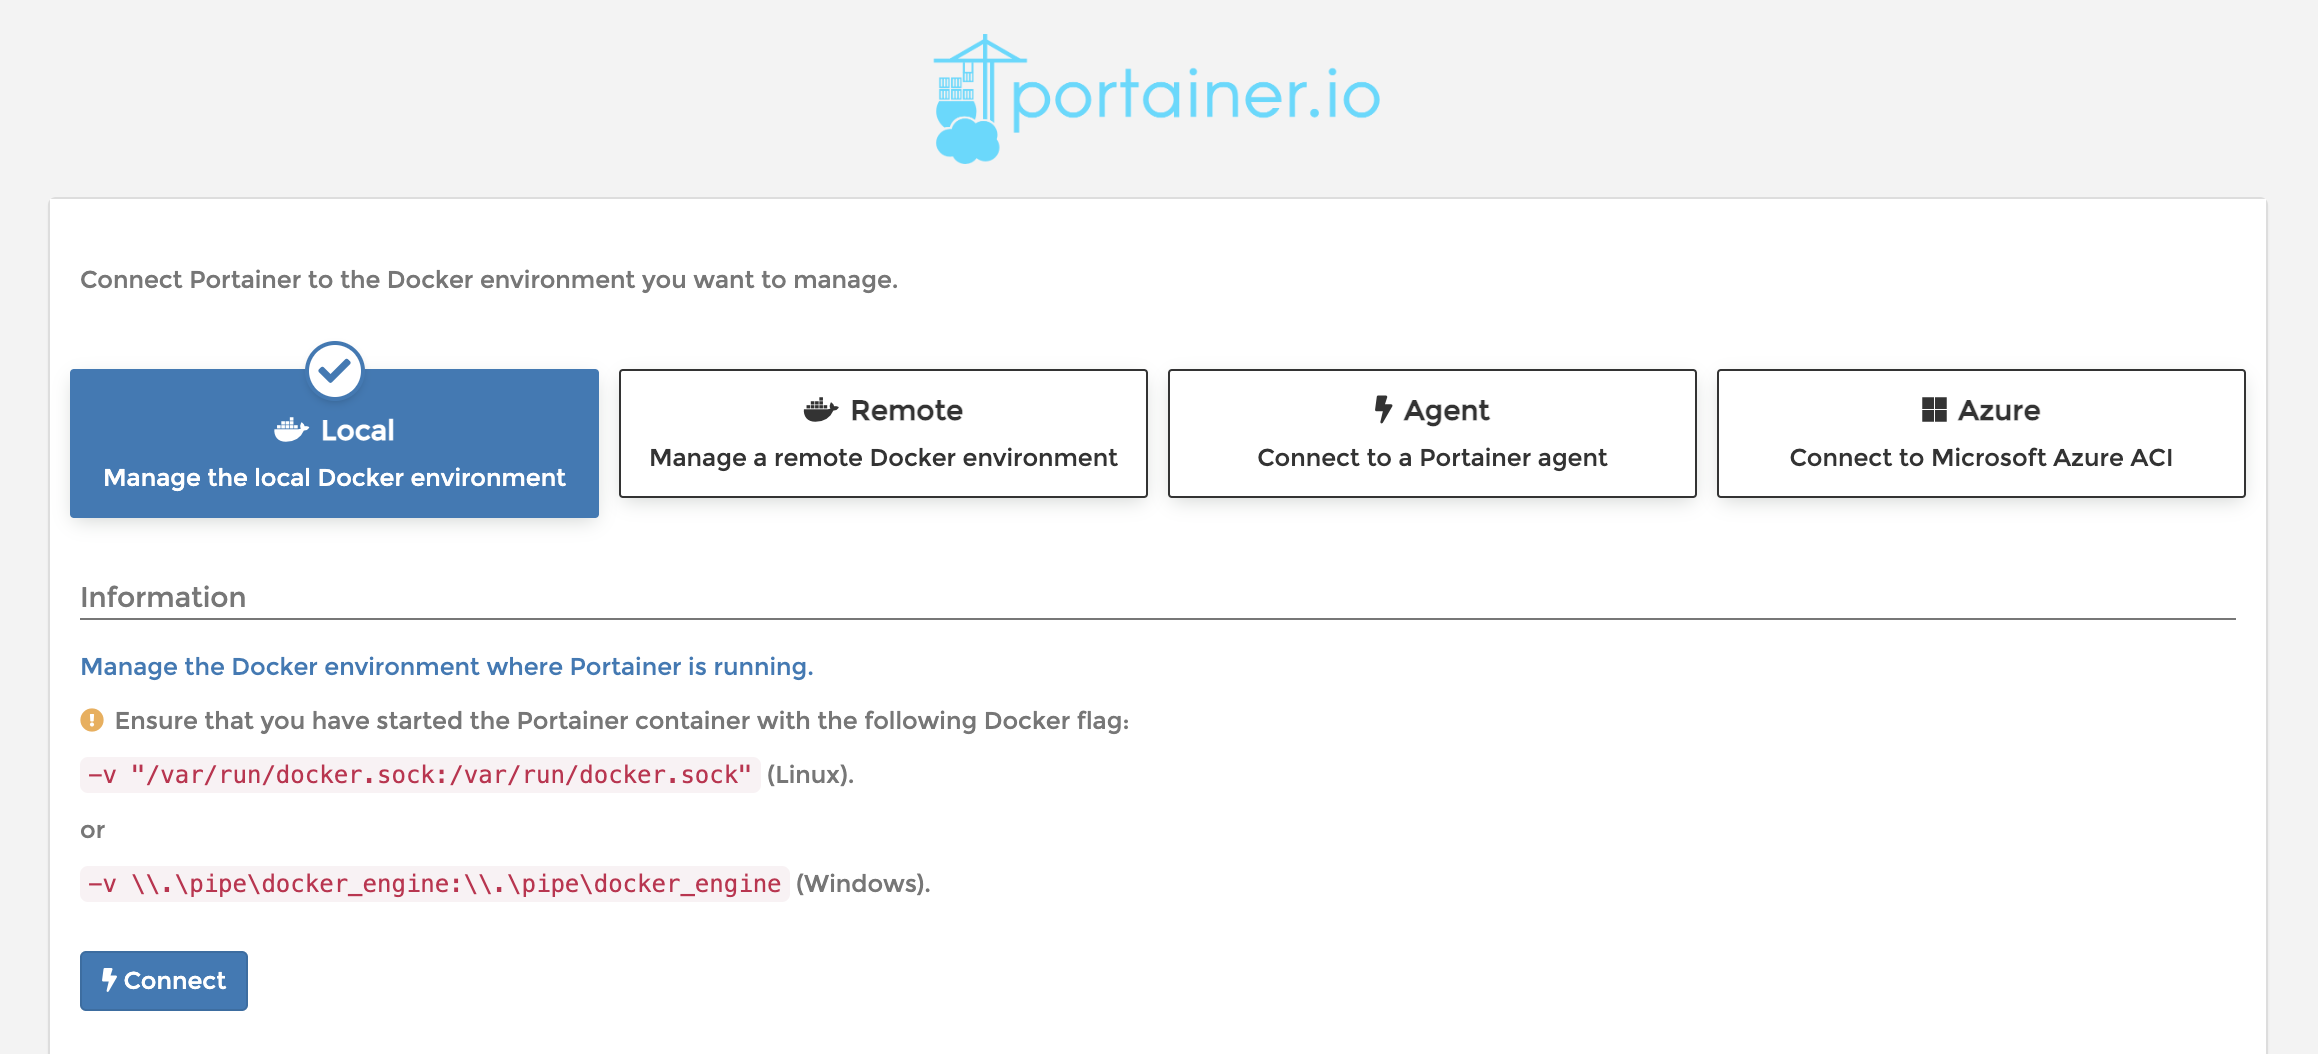 portainer.io
Connect Portainer to the Docker environment you want to manage.
Local
Manage the local Docker environment
Remote
Manage a remote Docker environment
Agent
Connect to a Portainer agent
Azure
Connect to Microsoft Azure ACI
Information
Manage the Docker environment where Portainer is running.
Ensure that you have started the Portainer container with the following Docker flag:
-v "/var/run/docker.sock:/var/run/docker.sock" (Linux).
or
-v \\.\pipe\docker_engine:\\.\pipe\docker_engine (Windows).
Connect